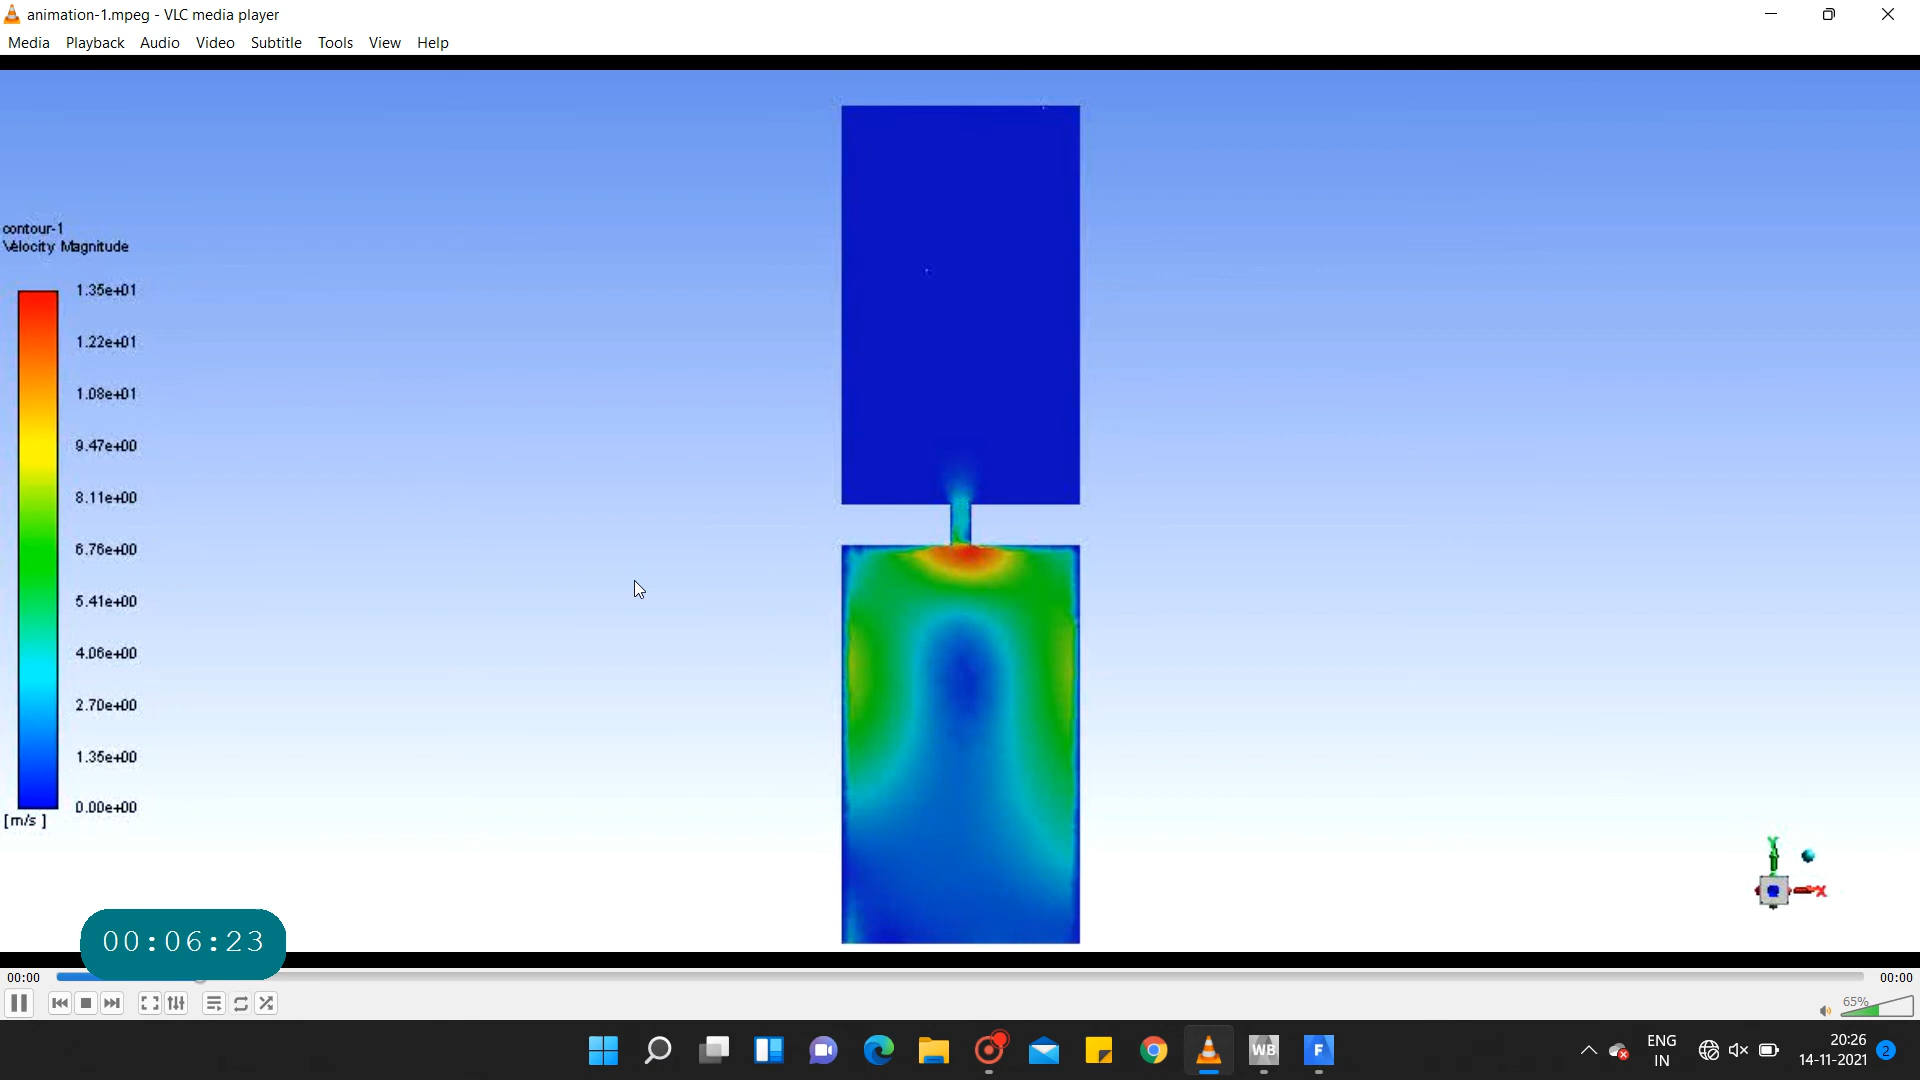 animation-1.mpeg - VLC media player
Media Playback Audio Video Subtitle Tools View Help
contour-1
Velocity Magnitude
1.35e+01
1.22e+01
1.08e+01
9.47e+00
8.11e+00
6.76e+00
5.41e+00
4.06e+00
2.70e+00
1.35e+00
0.00e+00
[m/s ]
Y
X
00:06:23
00:00
00:00
65%
WB
F
ENG
IN
20:26
14-11-2021
2